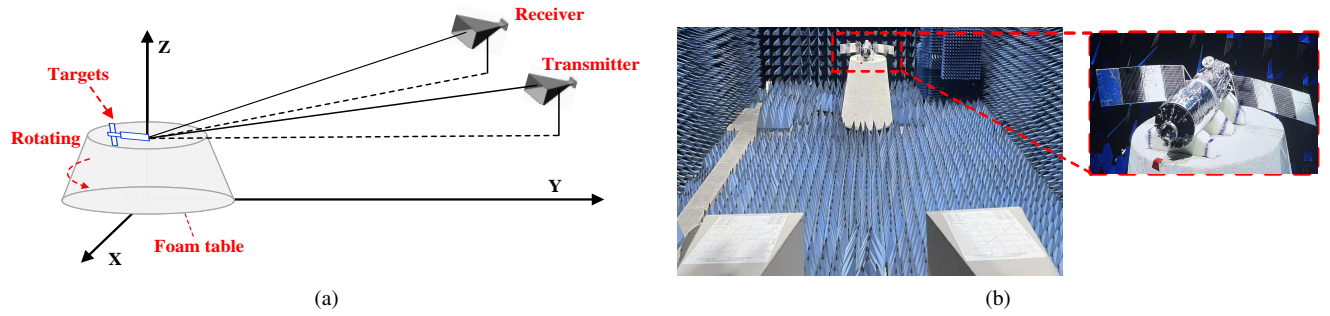 Receiver
Z
Targets
Transmitter
Rotating
Y
Foam table
X
(a)
(b)